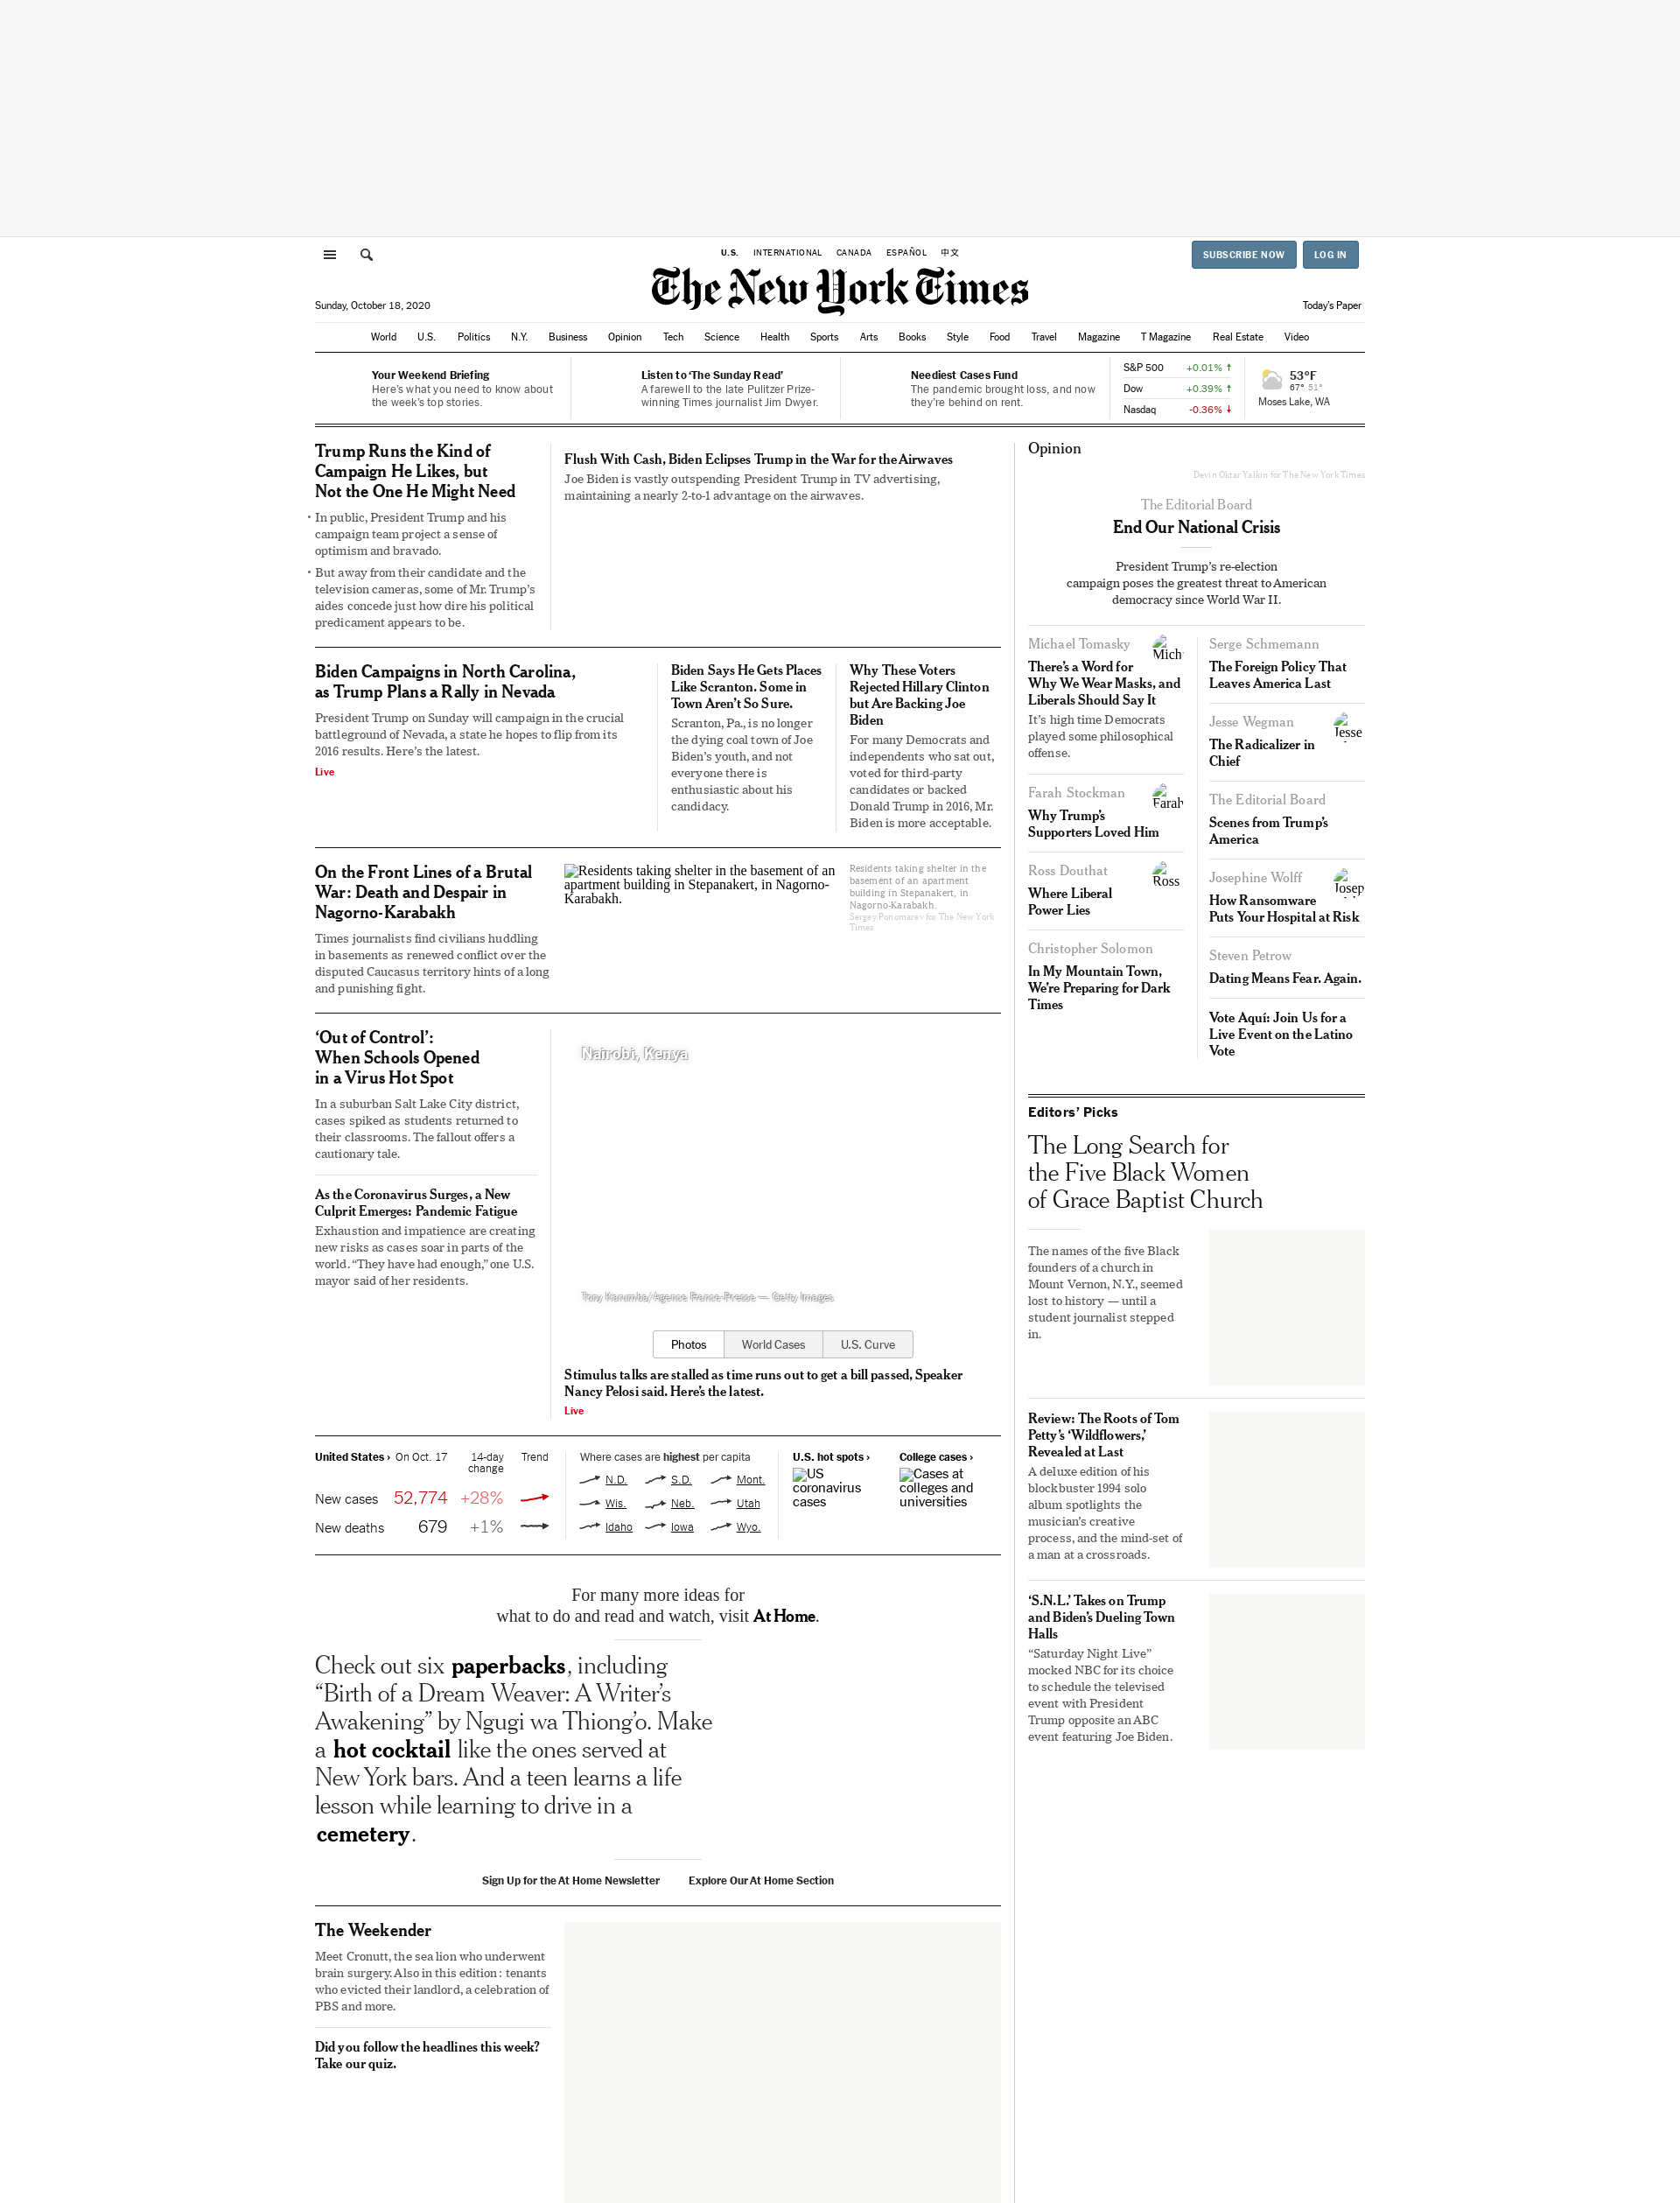 U.S. INTERNATIONAL CANADA ESPAÑOL 中文
SUBSCRIBE NOW LOG IN
The New York Times
Sunday, October 18, 2020
Today's Paper
World U.S. Politics N.Y. Business Opinion Tech Science Health Sports Arts Books Style Food Travel Magazine T Magazine Real Estate Video
Your Weekend Briefing
Here's what you need to know about
the week's top stories.
Listen to 'The Sunday Read'
A farewell to the late Pulitzer Prize-
winning Times journalist Jim Dwyer.
Neediest Cases Fund
The pandemic brought loss, and now
they're behind on rent.
S&P 500 +0.01% ↑
Dow +0.39% ↑
Nasdaq -0.36% ↓
53°F
67° 51°
Moses Lake, WA
Trump Runs the Kind of
Campaign He Likes, but
Not the One He Might Need
• In public, President Trump and his
campaign team project a sense of
optimism and bravado.
• But away from their candidate and the
television cameras, some of Mr. Trump's
aides concede just how dire his political
predicament appears to be.
Flush With Cash, Biden Eclipses Trump in the War for the Airwaves
Joe Biden is vastly outspending President Trump in TV advertising,
maintaining a nearly 2-to-1 advantage on the airwaves.
Biden Campaigns in North Carolina,
as Trump Plans a Rally in Nevada
President Trump on Sunday will campaign in the crucial
battleground of Nevada, a state he hopes to flip from its
2016 results. Here's the latest.
Live
Biden Says He Gets Places
Like Scranton. Some in
Town Aren't So Sure.
Scranton, Pa., is no longer
the dying coal town of Joe
Biden's youth, and not
everyone there is
enthusiastic about his
candidacy.
Why These Voters
Rejected Hillary Clinton
but Are Backing Joe
Biden
For many Democrats and
independents who sat out,
voted for third-party
candidates or backed
Donald Trump in 2016, Mr.
Biden is more acceptable.
On the Front Lines of a Brutal
War: Death and Despair in
Nagorno-Karabakh
Times journalists find civilians huddling
in basements as renewed conflict over the
disputed Caucasus territory hints of a long
and punishing fight.
Residents taking shelter in the basement of an
apartment building in Stepanakert, in Nagorno-
Karabakh.
Residents taking shelter in the
basement of an apartment
building in Stepanakert, in
Nagorno-Karabakh.
Sergey Ponomarev for The New York
Times
'Out of Control':
When Schools Opened
in a Virus Hot Spot
In a suburban Salt Lake City district,
cases spiked as students returned to
their classrooms. The fallout offers a
cautionary tale.
As the Coronavirus Surges, a New
Culprit Emerges: Pandemic Fatigue
Exhaustion and impatience are creating
new risks as cases soar in parts of the
world. "They have had enough," one U.S.
mayor said of her residents.
Nairobi, Kenya
Tony Karumba/Agence France-Presse — Getty Images
Photos World Cases U.S. Curve
Stimulus talks are stalled as time runs out to get a bill passed, Speaker
Nancy Pelosi said. Here's the latest.
Live
United States › On Oct. 17 14-day
change Trend
New cases 52,774 +28%
New deaths 679 +1%
Where cases are highest per capita
N.D. S.D. Mont.
Wis. Neb. Utah
Idaho Iowa Wyo.
U.S. hot spots ›
US
coronavirus
cases
College cases ›
Cases at
colleges and
universities
For many more ideas for
what to do and read and watch, visit At Home.
Check out six paperbacks, including
"Birth of a Dream Weaver: A Writer's
Awakening" by Ngugi wa Thiong'o. Make
a hot cocktail like the ones served at
New York bars. And a teen learns a life
lesson while learning to drive in a
cemetery.
Sign Up for the At Home Newsletter Explore Our At Home Section
The Weekender
Meet Cronutt, the sea lion who underwent
brain surgery. Also in this edition: tenants
who evicted their landlord, a celebration of
PBS and more.
Did you follow the headlines this week?
Take our quiz.
Opinion
Devin Oktar Yalkin for The New York Times
The Editorial Board
End Our National Crisis
President Trump's re-election
campaign poses the greatest threat to American
democracy since World War II.
Michael Tomasky
Mich
There's a Word for
Why We Wear Masks, and
Liberals Should Say It
It's high time Democrats
played some philosophical
offense.
Farah Stockman
Farah
Why Trump's
Supporters Loved Him
Ross Douthat
Ross
Where Liberal
Power Lies
Christopher Solomon
In My Mountain Town,
We're Preparing for Dark
Times
Serge Schmemann
The Foreign Policy That
Leaves America Last
Jesse Wegman
Jesse
The Radicalizer in
Chief
The Editorial Board
Scenes from Trump's
America
Josephine Wolff
Josep
How Ransomware
Puts Your Hospital at Risk
Steven Petrow
Dating Means Fear. Again.
Vote Aquí: Join Us for a
Live Event on the Latino
Vote
Editors' Picks
The Long Search for
the Five Black Women
of Grace Baptist Church
The names of the five Black
founders of a church in
Mount Vernon, N.Y., seemed
lost to history — until a
student journalist stepped
in.
Review: The Roots of Tom
Petty's 'Wildflowers,'
Revealed at Last
A deluxe edition of his
blockbuster 1994 solo
album spotlights the
musician's creative
process, and the mind-set of
a man at a crossroads.
'S.N.L.' Takes on Trump
and Biden's Dueling Town
Halls
"Saturday Night Live"
mocked NBC for its choice
to schedule the televised
event with President
Trump opposite an ABC
event featuring Joe Biden.